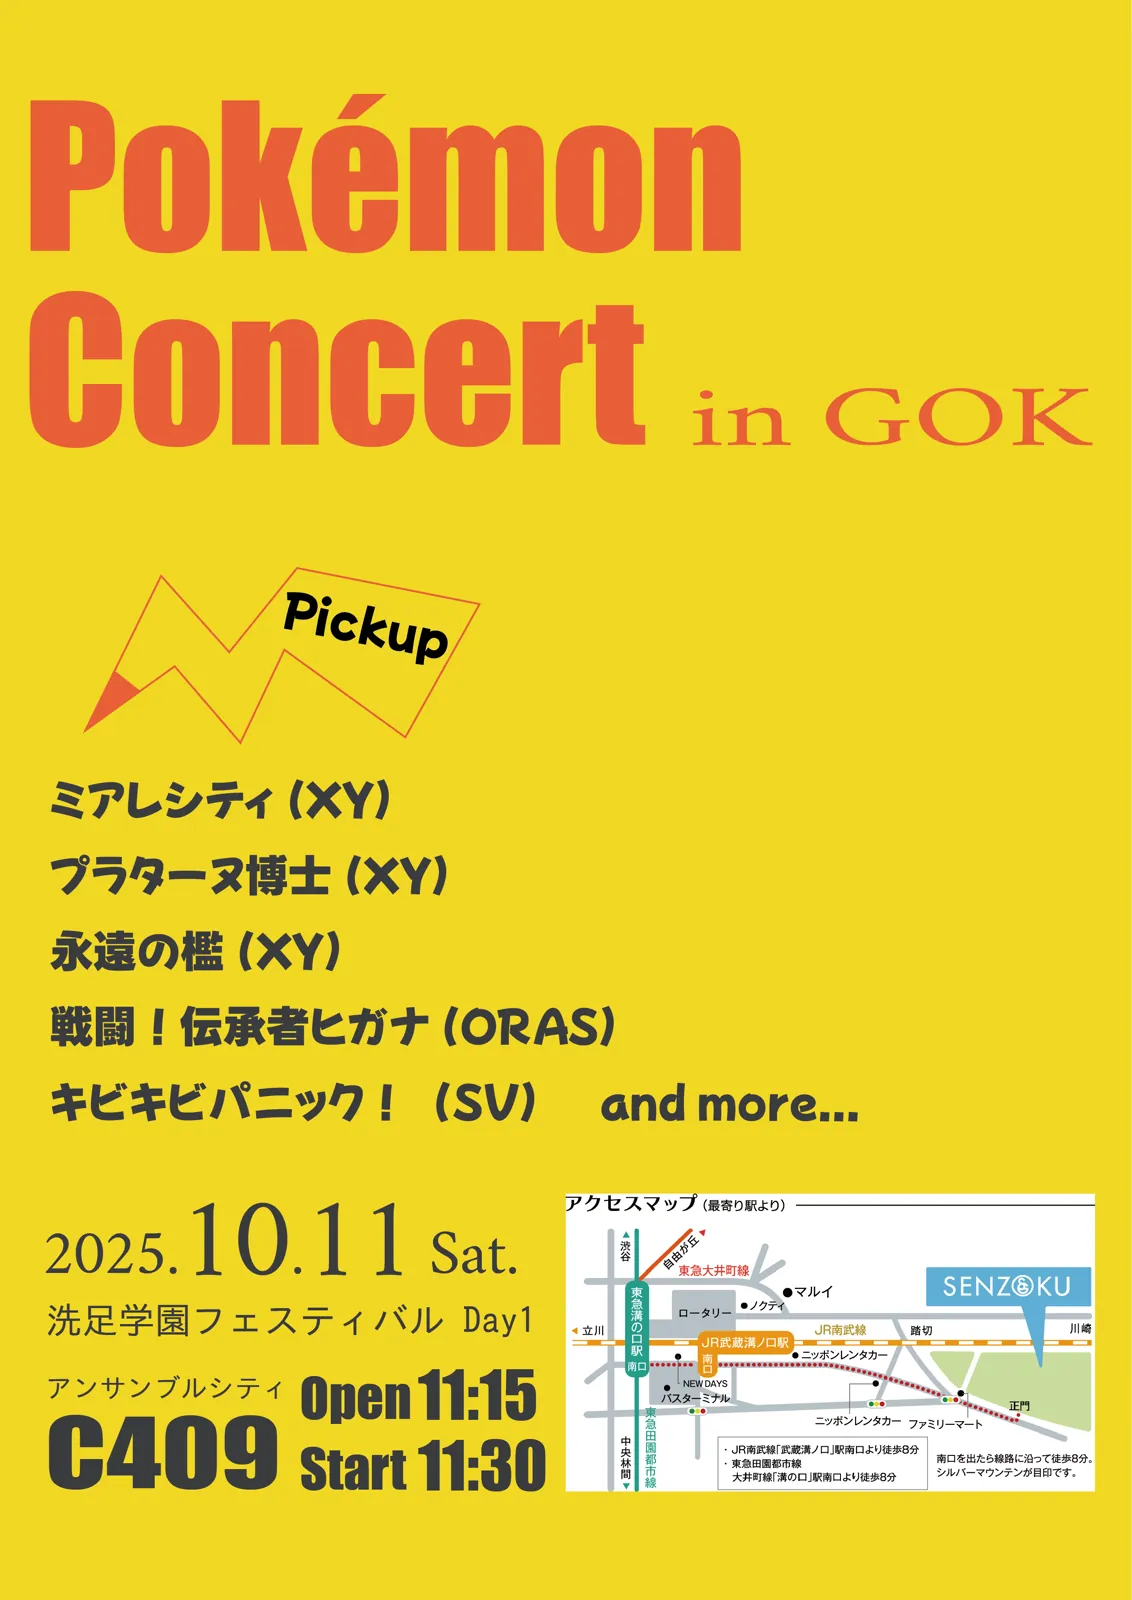 Pokémon
Concert in GOK
Pickup
ミアレシティ (XY)
プラターヌ博士 (XY)
永遠の檻 (XY)
戦闘！伝承者ヒガナ (ORAS)
キビキビパニック！ (SV) and more...
2025.10.11 Sat.
洗足学園フェスティバル Day1
アンサンブルシティ
C409
Open 11:15
Start 11:30
アクセスマップ (最寄り駅より)
渋谷
自由が丘
東急大井町線
マルイ
ノクティ
ロータリー
SENZOKU
東急溝の口駅
南口
立川
JR武蔵溝ノ口駅
南口
JR南武線
踏切
川崎
ニッポンレンタカー
NEW DAYS
バスターミナル
ニッポンレンタカー
ファミリーマート
正門
東急田園都市線
中央林間
・JR南武線「武蔵溝ノ口」駅南口より徒歩8分
・東急田園都市線
大井町線「溝の口」駅南口より徒歩8分
南口を出たら線路に沿って徒歩8分。
シルバーマウンテンが目印です。